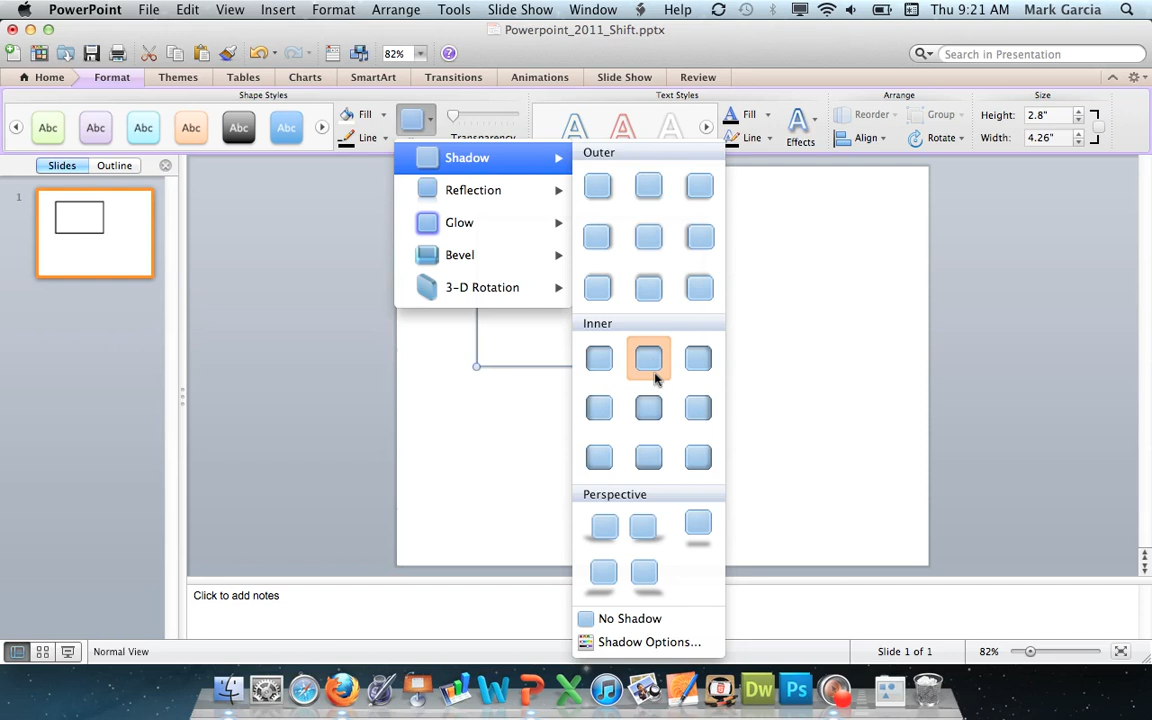 PowerPoint File Edit View Insert Format Arrange Tools Slide Show Window Help Thu 9:21 AM Mark Garcia
Powerpoint_2011_Shift.pptx
82% Search in Presentation
Home Format Themes Tables Charts SmartArt Transitions Animations Slide Show Review
Shape Styles Text Styles Arrange Size
Abc Abc Abc Abc Abc Abc Fill Fill Reorder Group Height: 2.8"
Line Transparency Line Effects Align Rotate Width: 4.26"
Slides Outline
1
Shadow
Reflection
Glow
Bevel
3-D Rotation
Outer
Inner
Perspective
No Shadow
Shadow Options...
Click to add notes
Normal View Slide 1 of 1 82%
W P X Dw Ps